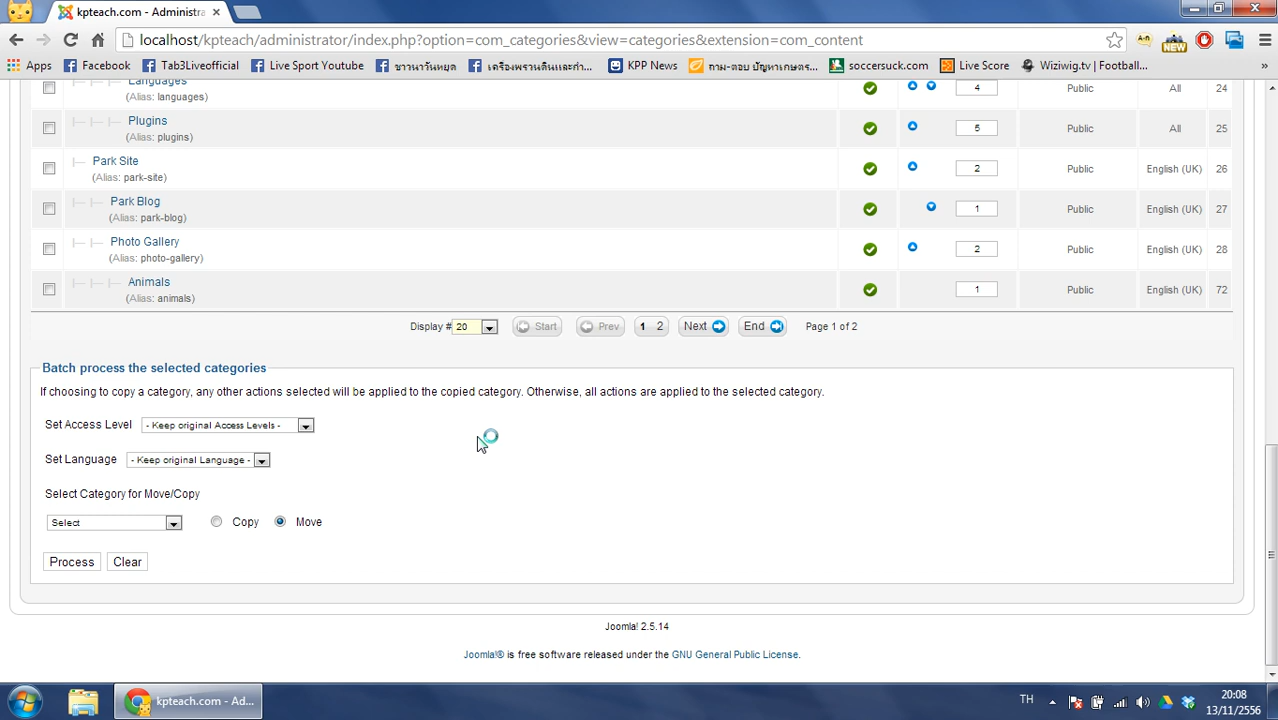 kpteach.com - Administra
localhost/kpteach/administrator/index.php?option=com_categories&view=categories&extension=com_content
NEW
Apps Facebook Tab3Liveofficial Live Sport Youtube ชาวนาวันหยุด เครื่องพรานดินและกำ... KPP News ถาม-ตอบ ปัญหาเกษตร... soccersuck.com Live Score Wiziwig.tv | Football... »
Languages 4 Public All 24
(Alias: languages)
Plugins 5 Public All 25
(Alias: plugins)
Park Site 2 Public English (UK) 26
(Alias: park-site)
Park Blog 1 Public English (UK) 27
(Alias: park-blog)
Photo Gallery 2 Public English (UK) 28
(Alias: photo-gallery)
Animals 1 Public English (UK) 72
(Alias: animals)
Display # 20 Start Prev 1 2 Next End Page 1 of 2
Batch process the selected categories
If choosing to copy a category, any other actions selected will be applied to the copied category. Otherwise, all actions are applied to the selected category.
Set Access Level - Keep original Access Levels -
Set Language - Keep original Language -
Select Category for Move/Copy
Select Copy Move
Process Clear
Joomla! 2.5.14
Joomla!® is free software released under the GNU General Public License.
kpteach.com - Ad... TH 20:08
13/11/2556